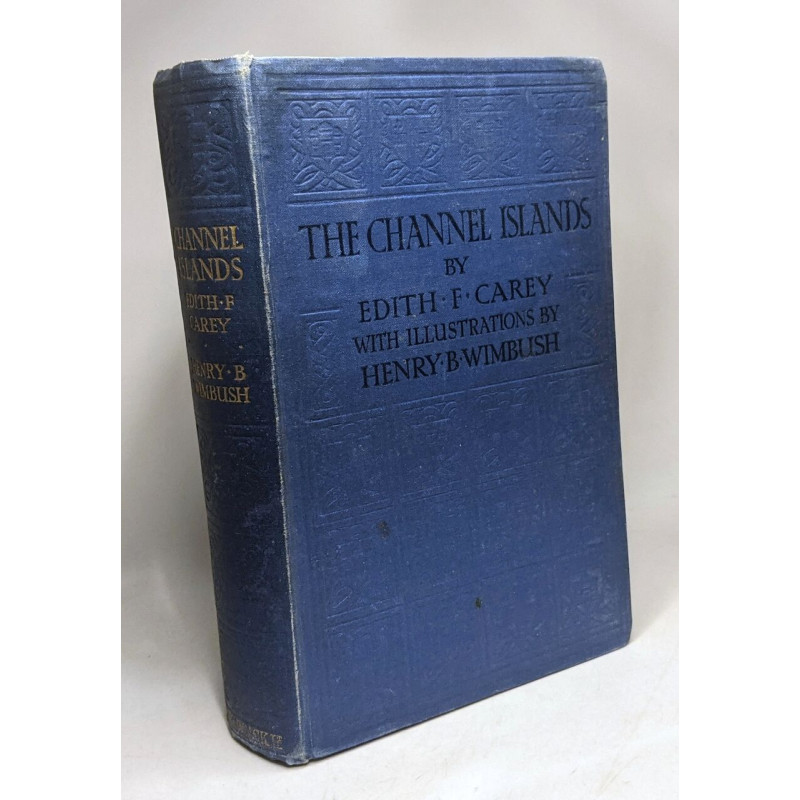 CHANNEL
ISLANDS
EDITH·F
CAREY
HENRY·B
WIMBUSH
THE CHANNEL ISLANDS
BY
EDITH·F·CAREY
WITH ILLUSTRATIONS BY
HENRY·B·WIMBUSH